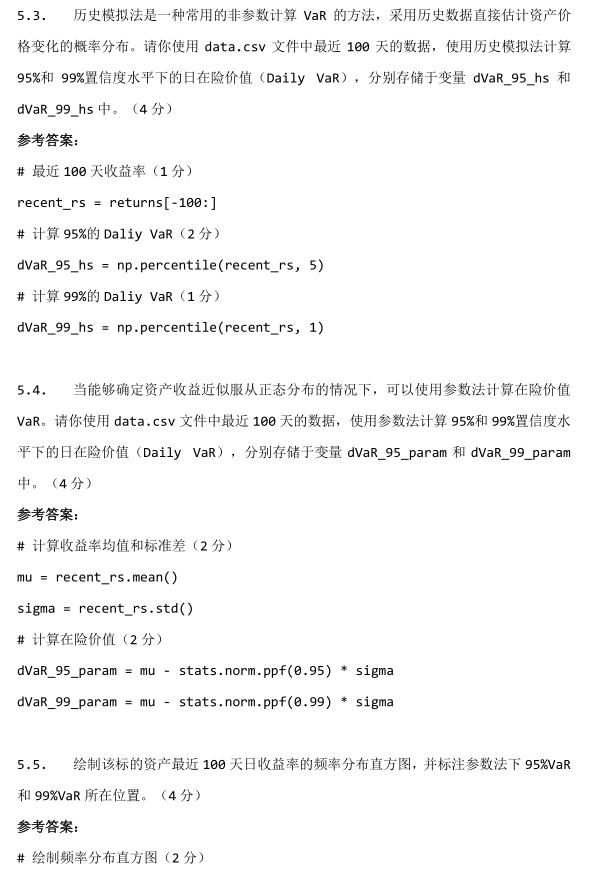 5.3. 历史模拟法是一种常用的非参数计算 VaR 的方法，采用历史数据直接估计资产价
格变化的概率分布。请你使用 data.csv 文件中最近 100 天的数据，使用历史模拟法计算
95%和 99%置信度水平下的日在险价值（Daily VaR），分别存储于变量 dVaR_95_hs 和
dVaR_99_hs 中。（4 分）
参考答案：
# 最近 100 天收益率（1 分）
recent_rs = returns[-100:]
# 计算 95%的 Daliy VaR（2 分）
dVaR_95_hs = np.percentile(recent_rs, 5)
# 计算 99%的 Daliy VaR（1 分）
dVaR_99_hs = np.percentile(recent_rs, 1)
5.4. 当能够确定资产收益近似服从正态分布的情况下，可以使用参数法计算在险价值
VaR。请你使用 data.csv 文件中最近 100 天的数据，使用参数法计算 95%和 99%置信度水
平下的日在险价值（Daily VaR），分别存储于变量 dVaR_95_param 和 dVaR_99_param
中。（4 分）
参考答案：
# 计算收益率均值和标准差（2 分）
mu = recent_rs.mean()
sigma = recent_rs.std()
# 计算在险价值（2 分）
dVaR_95_param = mu - stats.norm.ppf(0.95) * sigma
dVaR_99_param = mu - stats.norm.ppf(0.99) * sigma
5.5. 绘制该标的资产最近 100 天日收益率的频率分布直方图，并标注参数法下 95%VaR
和 99%VaR 所在位置。（4 分）
参考答案：
# 绘制频率分布直方图（2 分）